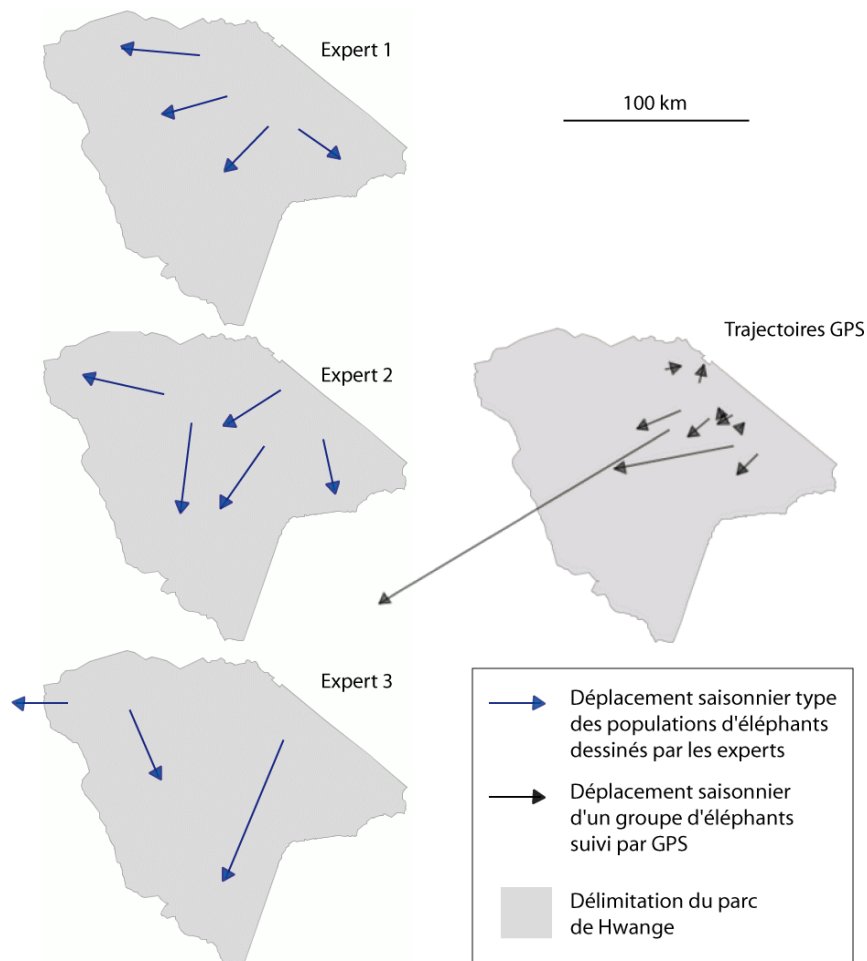 Expert 1
100 km
Trajectoires GPS
Expert 2
Expert 3
Déplacement saisonnier type
des populations d'éléphants
dessinés par les experts
Déplacement saisonnier
d'un groupe d'éléphants
suivi par GPS
Délimitation du parc
de Hwange